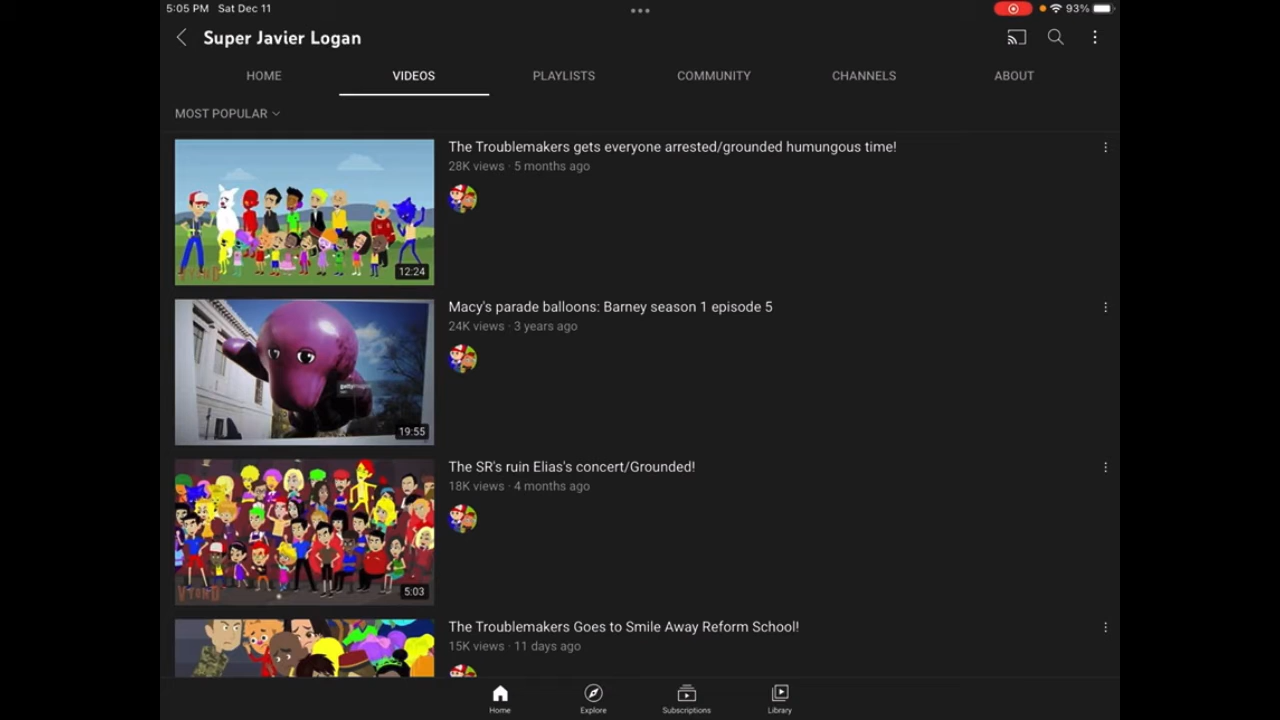 5:05 PM Sat Dec 11
93%
Super Javier Logan
HOME VIDEOS PLAYLISTS COMMUNITY CHANNELS ABOUT
MOST POPULAR
The Troublemakers gets everyone arrested/grounded humungous time!
28K views · 5 months ago
12:24
Macy's parade balloons: Barney season 1 episode 5
24K views · 3 years ago
gettyimages
19:55
The SR's ruin Elias's concert/Grounded!
18K views · 4 months ago
5:03
The Troublemakers Goes to Smile Away Reform School!
15K views · 11 days ago
Home Explore Subscriptions Library